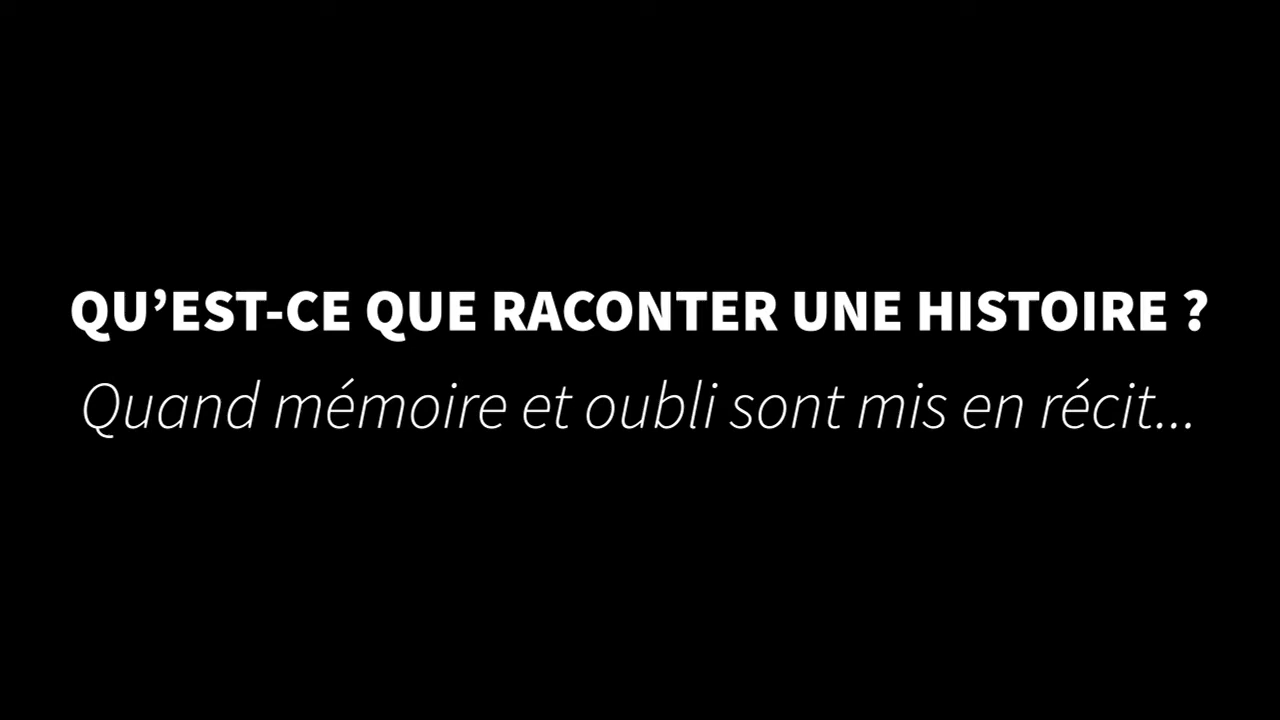 QU’EST-CE QUE RACONTER UNE HISTOIRE ?
Quand mémoire et oubli sont mis en récit...